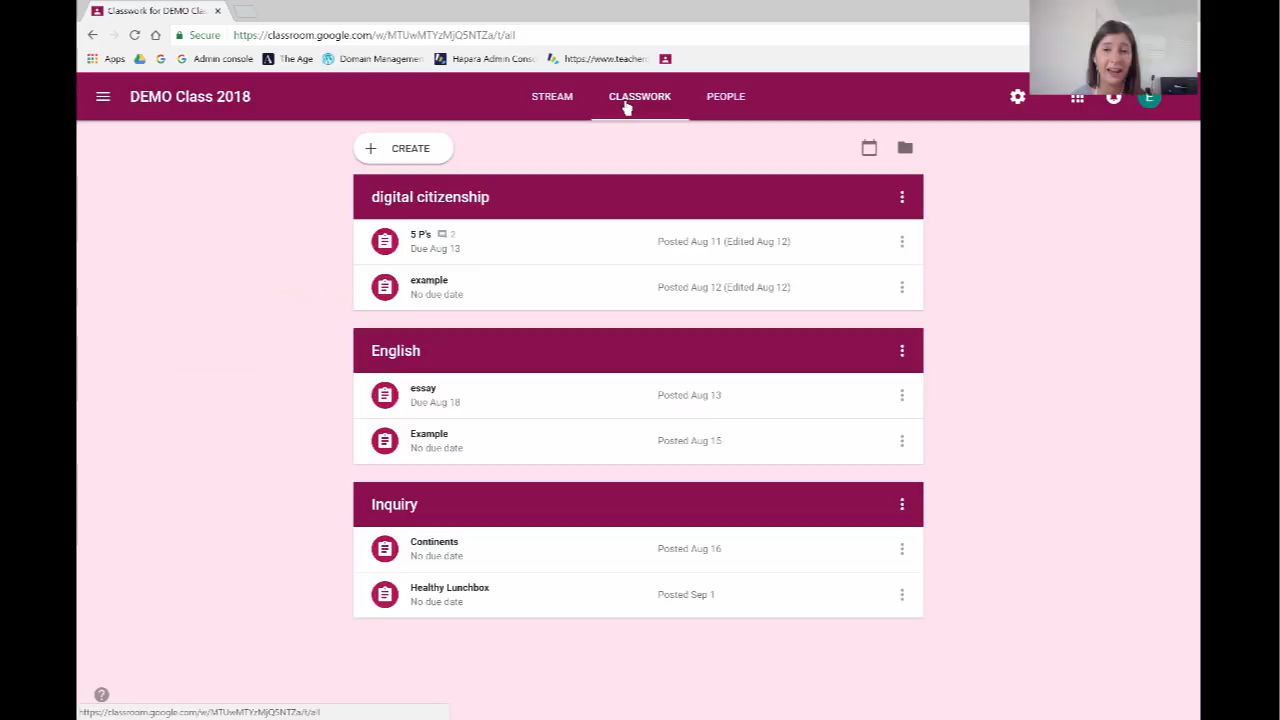 Classwork for DEMO Clas
Secure https://classroom.google.com/w/MTUwMTYzMjQ5NTZa/t/all
Apps Admin console The Age Domain Managemen Hapara Admin Conso https://www.teachers
DEMO Class 2018 STREAM CLASSWORK PEOPLE E
+ CREATE
digital citizenship
5 P's 2
Due Aug 13
Posted Aug 11 (Edited Aug 12)
example
No due date
Posted Aug 12 (Edited Aug 12)
English
essay
Due Aug 18
Posted Aug 13
Example
No due date
Posted Aug 15
Inquiry
Continents
No due date
Posted Aug 16
Healthy Lunchbox
No due date
Posted Sep 1
https://classroom.google.com/w/MTUwMTYzMjQ5NTZa/t/all